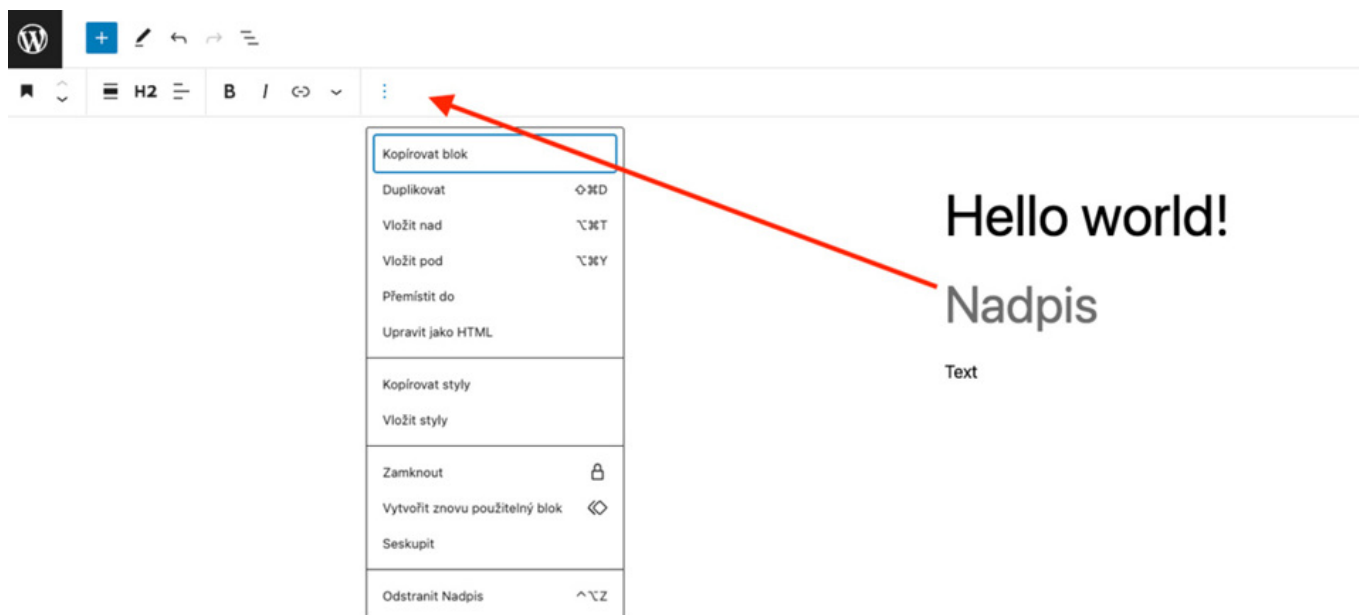 H2 B I
Kopírovat blok
Duplikovat ⇧⌘D
Vložit nad ⌥⌘T
Vložit pod ⌥⌘Y
Přemístit do
Upravit jako HTML
Kopírovat styly
Vložit styly
Zamknout
Vytvořit znovu použitelný blok
Seskupit
Odstranit Nadpis ^⌥Z
Hello world!
Nadpis
Text